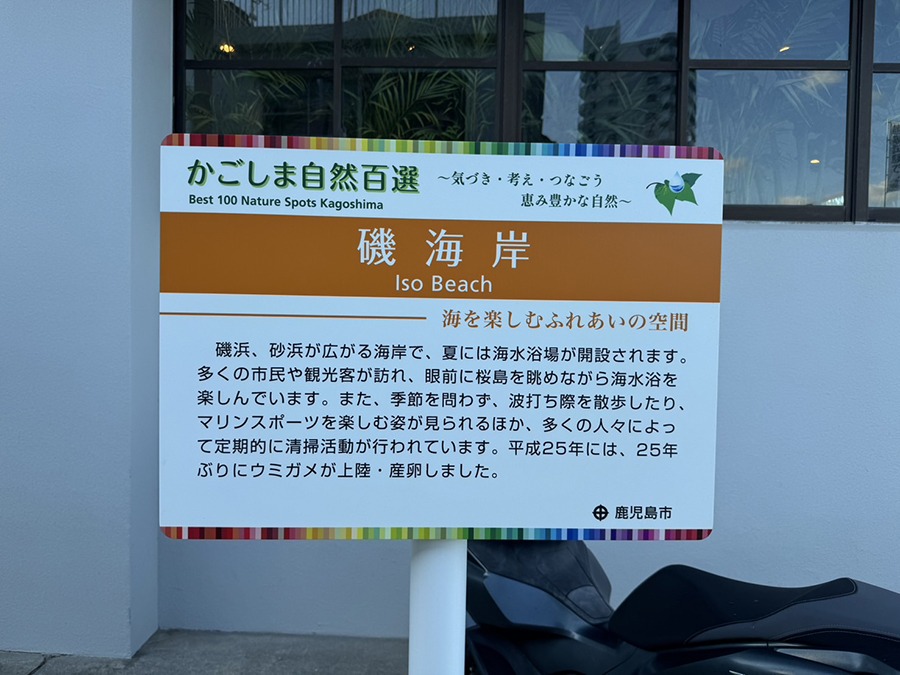 かごしま自然百選
Best 100 Nature Spots Kagoshima
~気づき・考え・つなごう
恵み豊かな自然~
磯海岸
Iso Beach
海を楽しむふれあいの空間
磯浜、砂浜が広がる海岸で、夏には海水浴場が開設されます。
多くの市民や観光客が訪れ、眼前に桜島を眺めながら海水浴を
楽しんでいます。また、季節を問わず、波打ち際を散歩したり、
マリンスポーツを楽しむ姿が見られるほか、多くの人々によっ
て定期的に清掃活動が行われています。平成25年には、25年
ぶりにウミガメが上陸・産卵しました。
鹿児島市